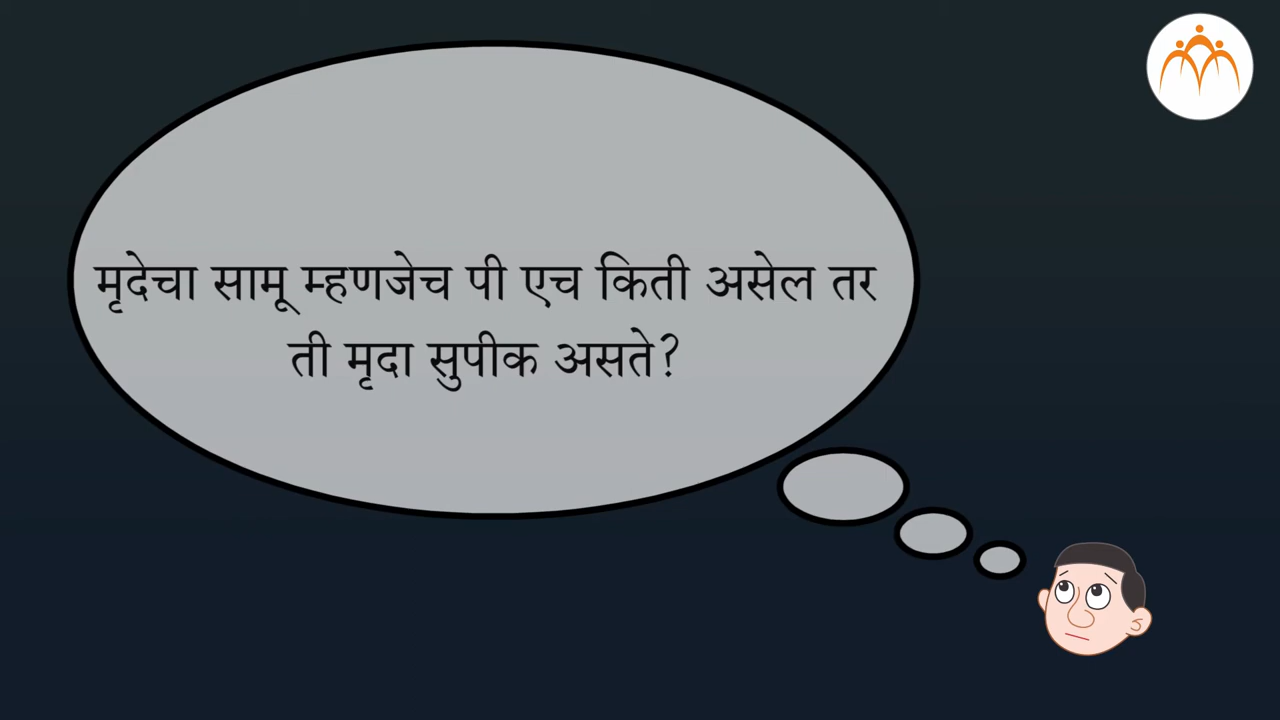 मृदेचा सामू म्हणजेच पी एच किती असेल तर
ती मृदा सुपीक असते?